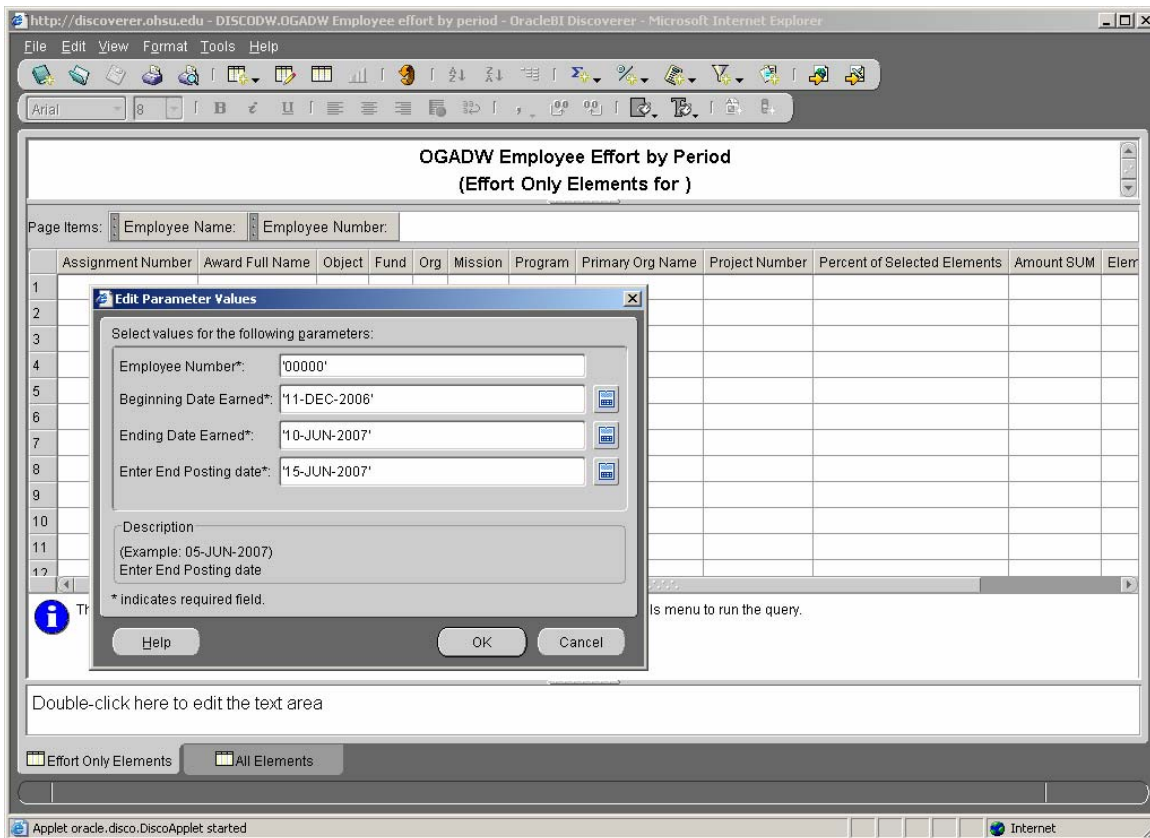 http://discoverer.ohsu.edu - DISCODW.OGADW Employee effort by period - OracleBI Discoverer - Microsoft Internet Explorer
File Edit View Format Tools Help
Arial 8 B i U
OGADW Employee Effort by Period
(Effort Only Elements for )
Page Items: Employee Name: Employee Number:
Assignment Number Award Full Name Object Fund Org Mission Program Primary Org Name Project Number Percent of Selected Elements Amount SUM Elem
1
2
3
4
5
6
7
8
9
10
11
12
Edit Parameter Values
Select values for the following parameters:
Employee Number*: '00000'
Beginning Date Earned*: '11-DEC-2006'
Ending Date Earned*: '10-JUN-2007'
Enter End Posting date*: '15-JUN-2007'
Description
(Example: 05-JUN-2007)
Enter End Posting date
* indicates required field.
Help OK Cancel
Th ls menu to run the query.
Double-click here to edit the text area
Effort Only Elements All Elements
Applet oracle.disco.DiscoApplet started Internet